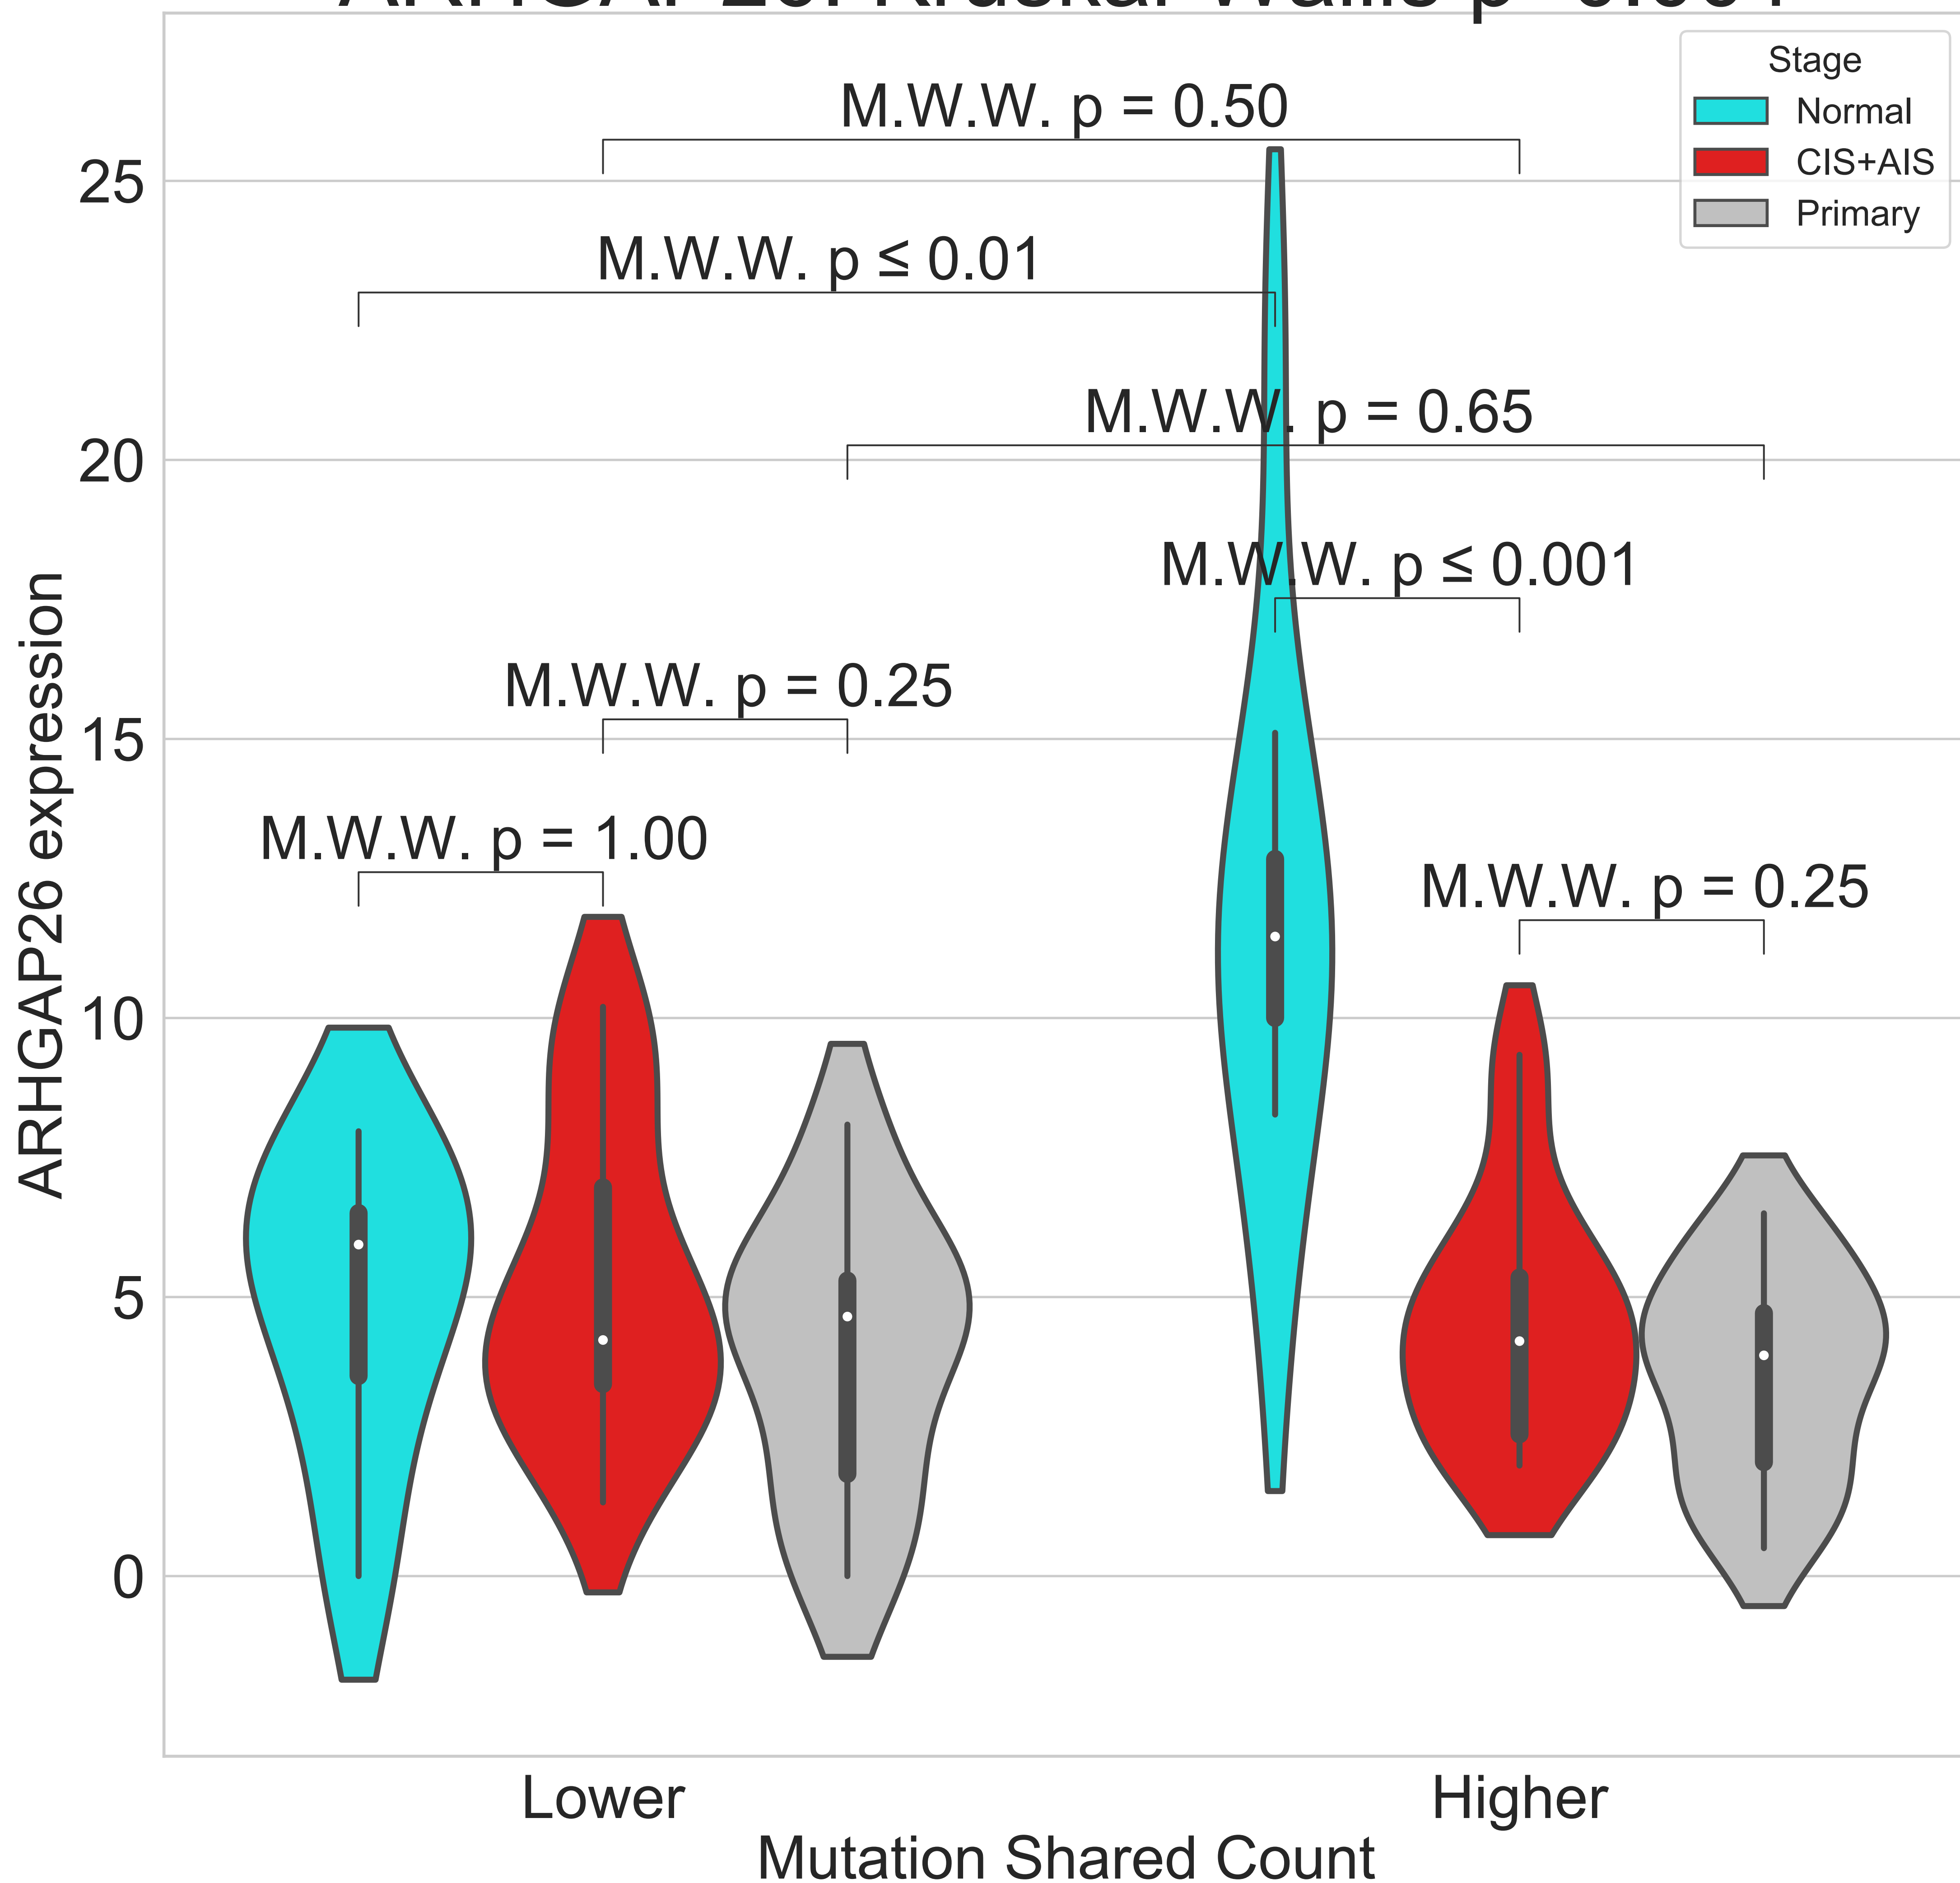 Stage
Normal
CIS+AIS
Primary
M.W.W. p = 0.50
M.W.W. p ≤ 0.01
M.W.W. p = 0.65
M.W.W. p ≤ 0.001
M.W.W. p = 0.25
M.W.W. p = 1.00
M.W.W. p = 0.25
25
20
15
10
5
0
ARHGAP26 expression
Lower
Higher
Mutation Shared Count